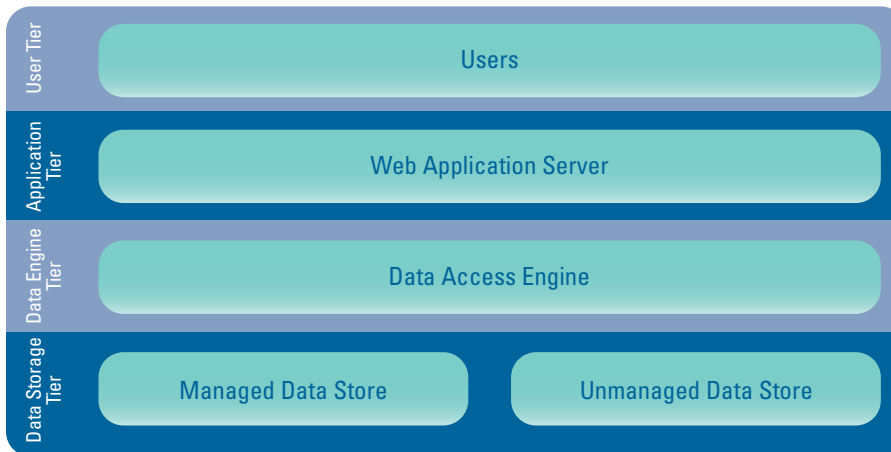 User Tier
Users
Application
Tier
Web Application Server
Data Engine
Tier
Data Access Engine
Data Storage
Tier
Managed Data Store
Unmanaged Data Store